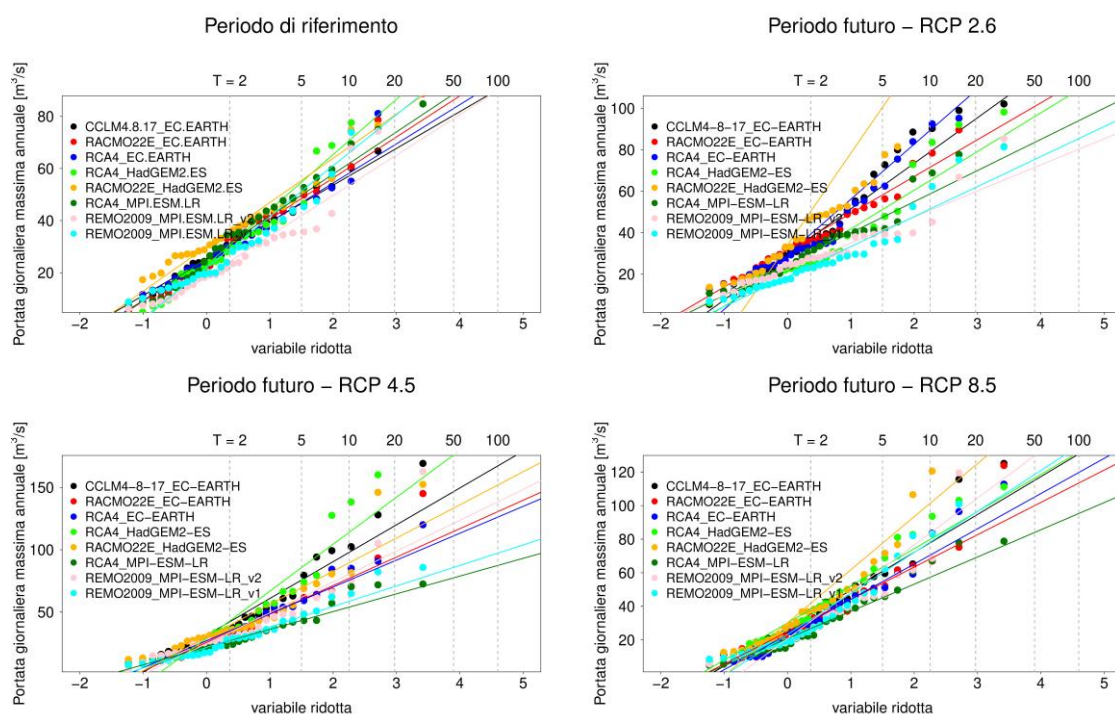 Periodo di riferimento
T = 2 5 10 20 50 100
Portata giornaliera massima annuale [m³/s]
80
60
40
20
CCLM4.8.17_EC.EARTH
RACMO22E_EC.EARTH
RCA4_EC.EARTH
RCA4_HadGEM2.ES
RACMO22E_HadGEM2.ES
RCA4_MPI.ESM.LR
REMO2009_MPI.ESM.LR_v2
REMO2009_MPI.ESM.LR_v1
−2 −1 0 1 2 3 4 5
variabile ridotta
Periodo futuro − RCP 2.6
T = 2 5 10 20 50 100
Portata giornaliera massima annuale [m³/s]
100
80
60
40
20
CCLM4−8−17_EC−EARTH
RACMO22E_EC−EARTH
RCA4_EC−EARTH
RCA4_HadGEM2−ES
RACMO22E_HadGEM2−ES
RCA4_MPI−ESM−LR
REMO2009_MPI−ESM−LR_v2
REMO2009_MPI−ESM−LR_v1
−2 −1 0 1 2 3 4 5
variabile ridotta
Periodo futuro − RCP 4.5
T = 2 5 10 20 50 100
Portata giornaliera massima annuale [m³/s]
150
100
50
CCLM4−8−17_EC−EARTH
RACMO22E_EC−EARTH
RCA4_EC−EARTH
RCA4_HadGEM2−ES
RACMO22E_HadGEM2−ES
RCA4_MPI−ESM−LR
REMO2009_MPI−ESM−LR_v2
REMO2009_MPI−ESM−LR_v1
−2 −1 0 1 2 3 4 5
variabile ridotta
Periodo futuro − RCP 8.5
T = 2 5 10 20 50 100
Portata giornaliera massima annuale [m³/s]
120
100
80
60
40
20
CCLM4−8−17_EC−EARTH
RACMO22E_EC−EARTH
RCA4_EC−EARTH
RCA4_HadGEM2−ES
RACMO22E_HadGEM2−ES
RCA4_MPI−ESM−LR
REMO2009_MPI−ESM−LR_v2
REMO2009_MPI−ESM−LR_v1
−2 −1 0 1 2 3 4 5
variabile ridotta